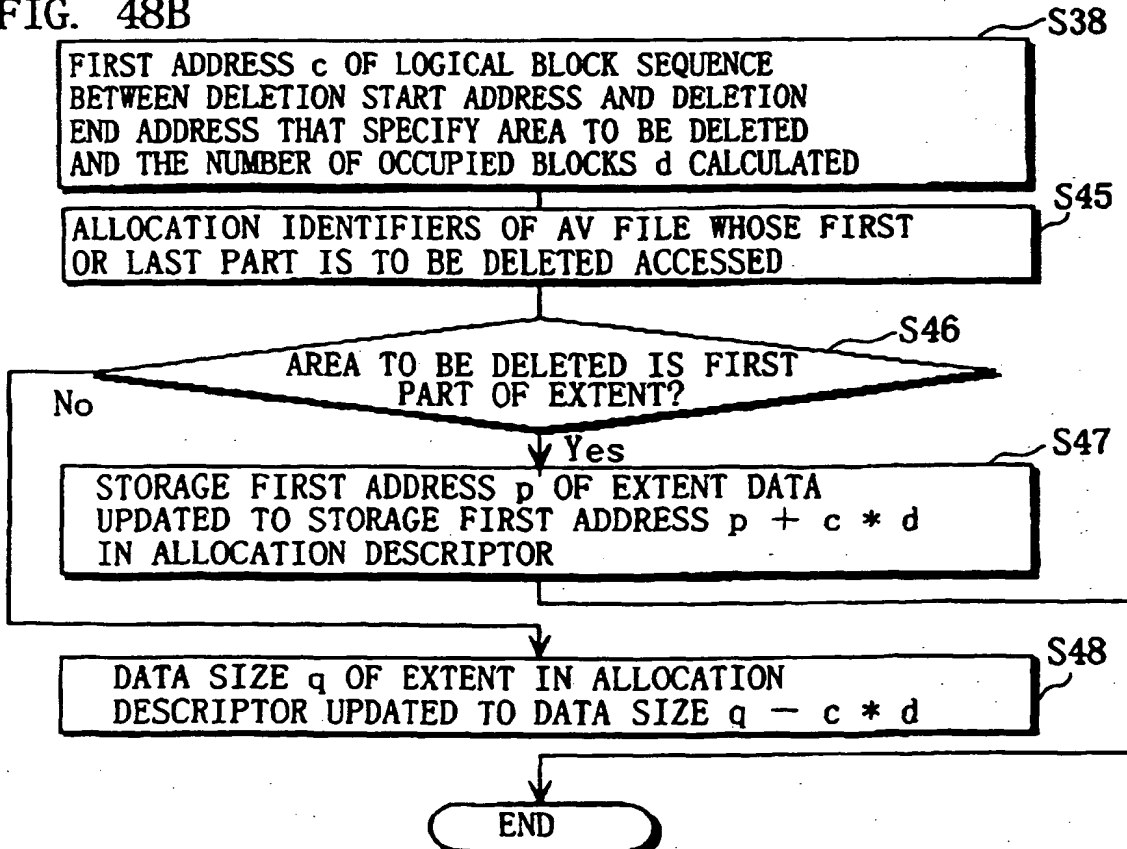 FIG. 48B
S38
FIRST ADDRESS c OF LOGICAL BLOCK SEQUENCE
BETWEEN DELETION START ADDRESS AND DELETION
END ADDRESS THAT SPECIFY AREA TO BE DELETED
AND THE NUMBER OF OCCUPIED BLOCKS d CALCULATED
S45
ALLOCATION IDENTIFIERS OF AV FILE WHOSE FIRST
OR LAST PART IS TO BE DELETED ACCESSED
S46
AREA TO BE DELETED IS FIRST
PART OF EXTENT?
No
Yes
S47
STORAGE FIRST ADDRESS p OF EXTENT DATA
UPDATED TO STORAGE FIRST ADDRESS p + c * d
IN ALLOCATION DESCRIPTOR
S48
DATA SIZE q OF EXTENT IN ALLOCATION
DESCRIPTOR UPDATED TO DATA SIZE q − c * d
END